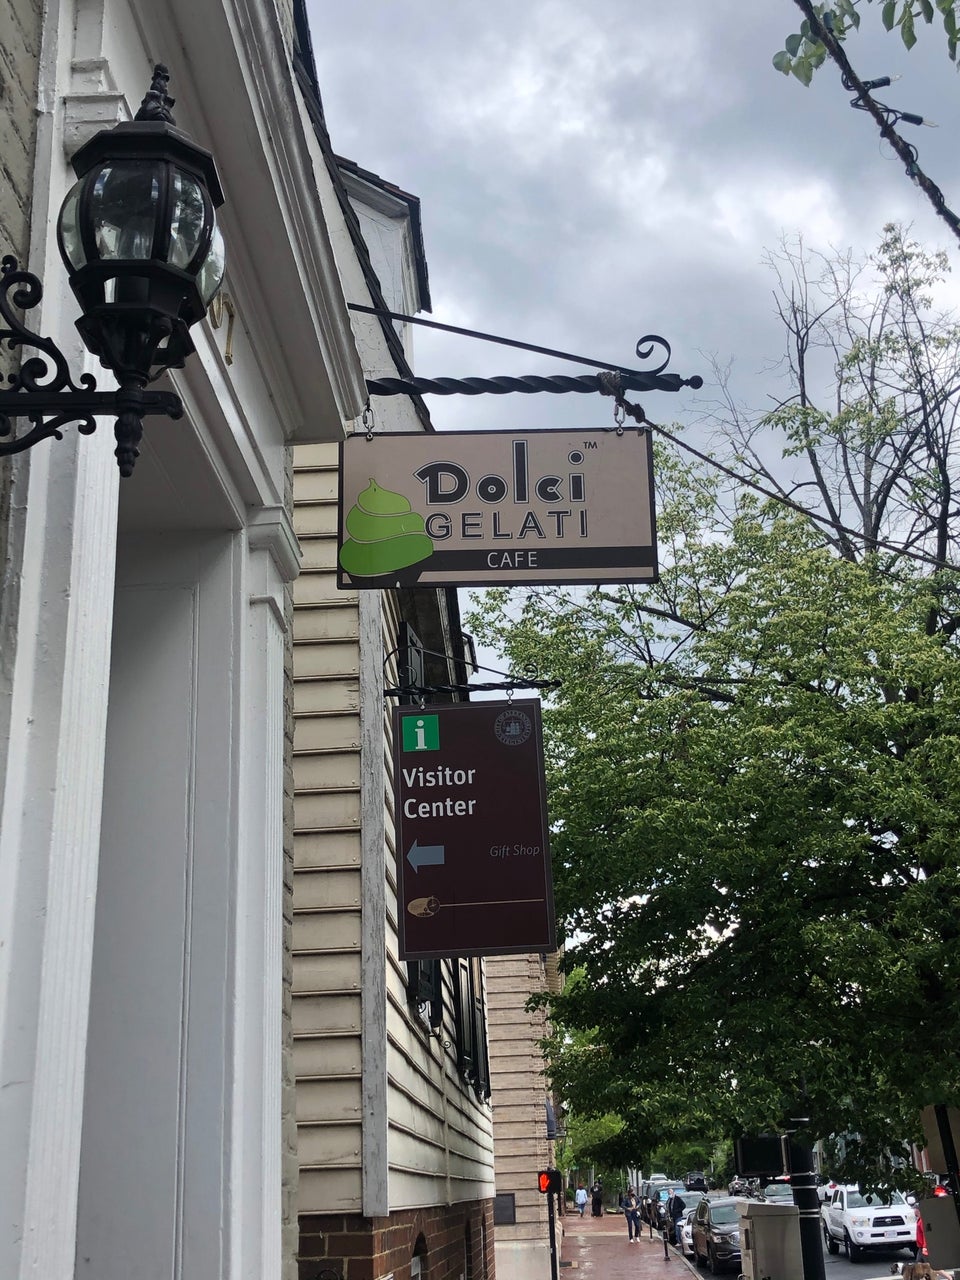 Dolci™
GELATI
CAFE
i
Visitor
Center
Gift Shop